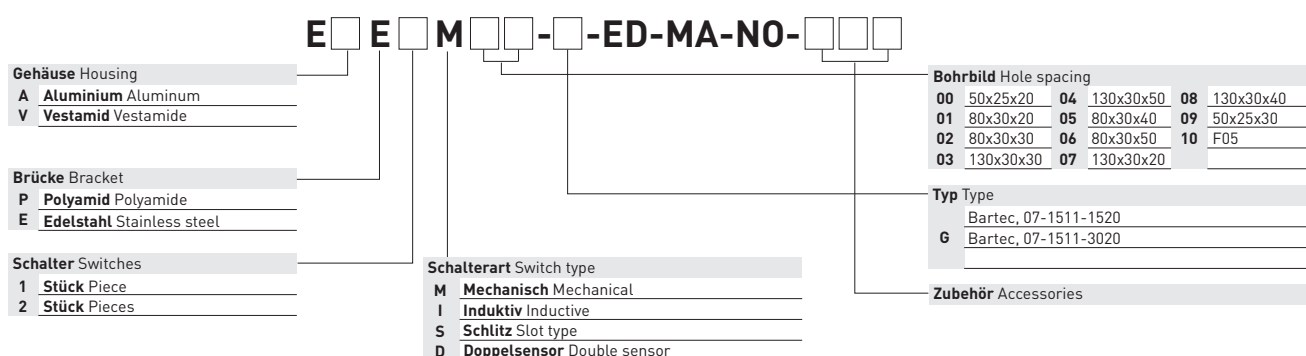 E□ E□ M□□-□-ED-MA-NO-□□□
Gehäuse Housing
A Aluminium Aluminum
V Vestamid Vestamide
Brücke Bracket
P Polyamid Polyamide
E Edelstahl Stainless steel
Schalter Switches
1 Stück Piece
2 Stück Pieces
Schalterart Switch type
M Mechanisch Mechanical
I Induktiv Inductive
S Schlitz Slot type
D Doppelsensor Double sensor
Bohrbild Hole spacing
00 50x25x20 04 130x30x50 08 130x30x40
01 80x30x20 05 80x30x40 09 50x25x30
02 80x30x30 06 80x30x50 10 F05
03 130x30x30 07 130x30x20
Typ Type
Bartec, 07-1511-1520
G Bartec, 07-1511-3020
Zubehör Accessories